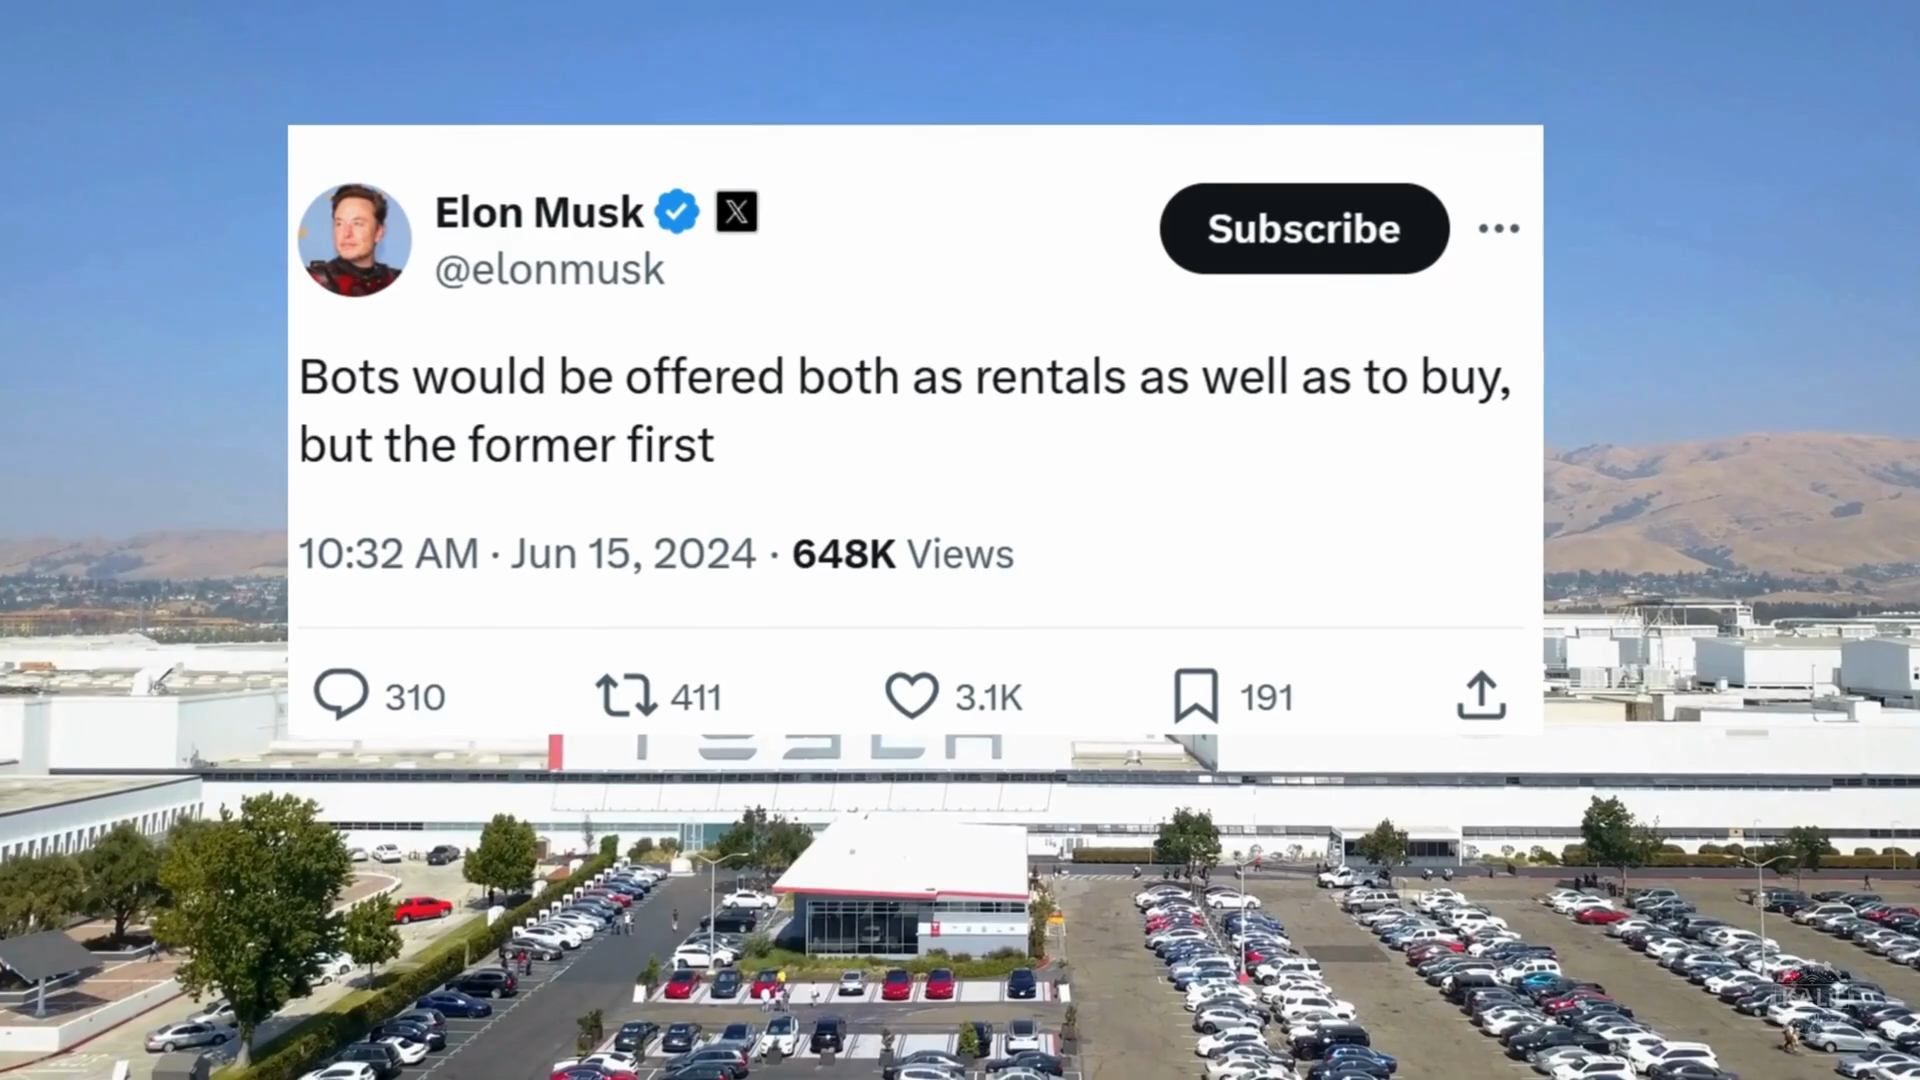 Elon Musk
@elonmusk
Subscribe
Bots would be offered both as rentals as well as to buy,
but the former first
10:32 AM · Jun 15, 2024 · 648K Views
310
411
3.1K
191
TESLA